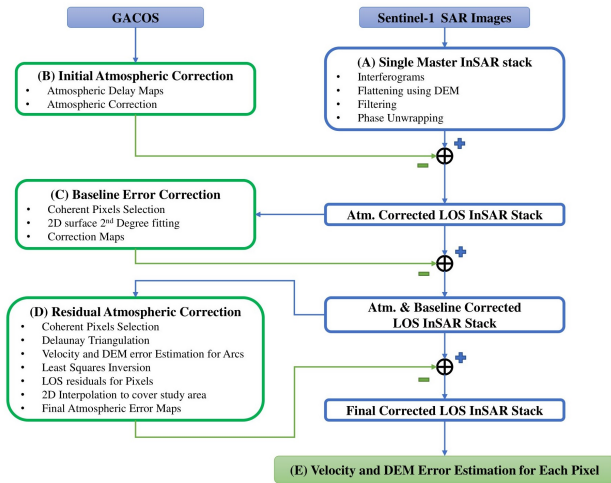 GACOS
Sentinel-1 SAR Images
(B) Initial Atmospheric Correction
• Atmospheric Delay Maps
• Atmospheric Correction
(A) Single Master InSAR stack
• Interferograms
• Flattening using DEM
• Filtering
• Phase Unwrapping
(C) Baseline Error Correction
• Coherent Pixels Selection
• 2D surface 2nd Degree fitting
• Correction Maps
Atm. Corrected LOS InSAR Stack
(D) Residual Atmospheric Correction
• Coherent Pixels Selection
• Delaunay Triangulation
• Velocity and DEM error Estimation for Arcs
• Least Squares Inversion
• LOS residuals for Pixels
• 2D Interpolation to cover study area
• Final Atmospheric Error Maps
Atm. & Baseline Corrected
LOS InSAR Stack
Final Corrected LOS InSAR Stack
(E) Velocity and DEM Error Estimation for Each Pixel